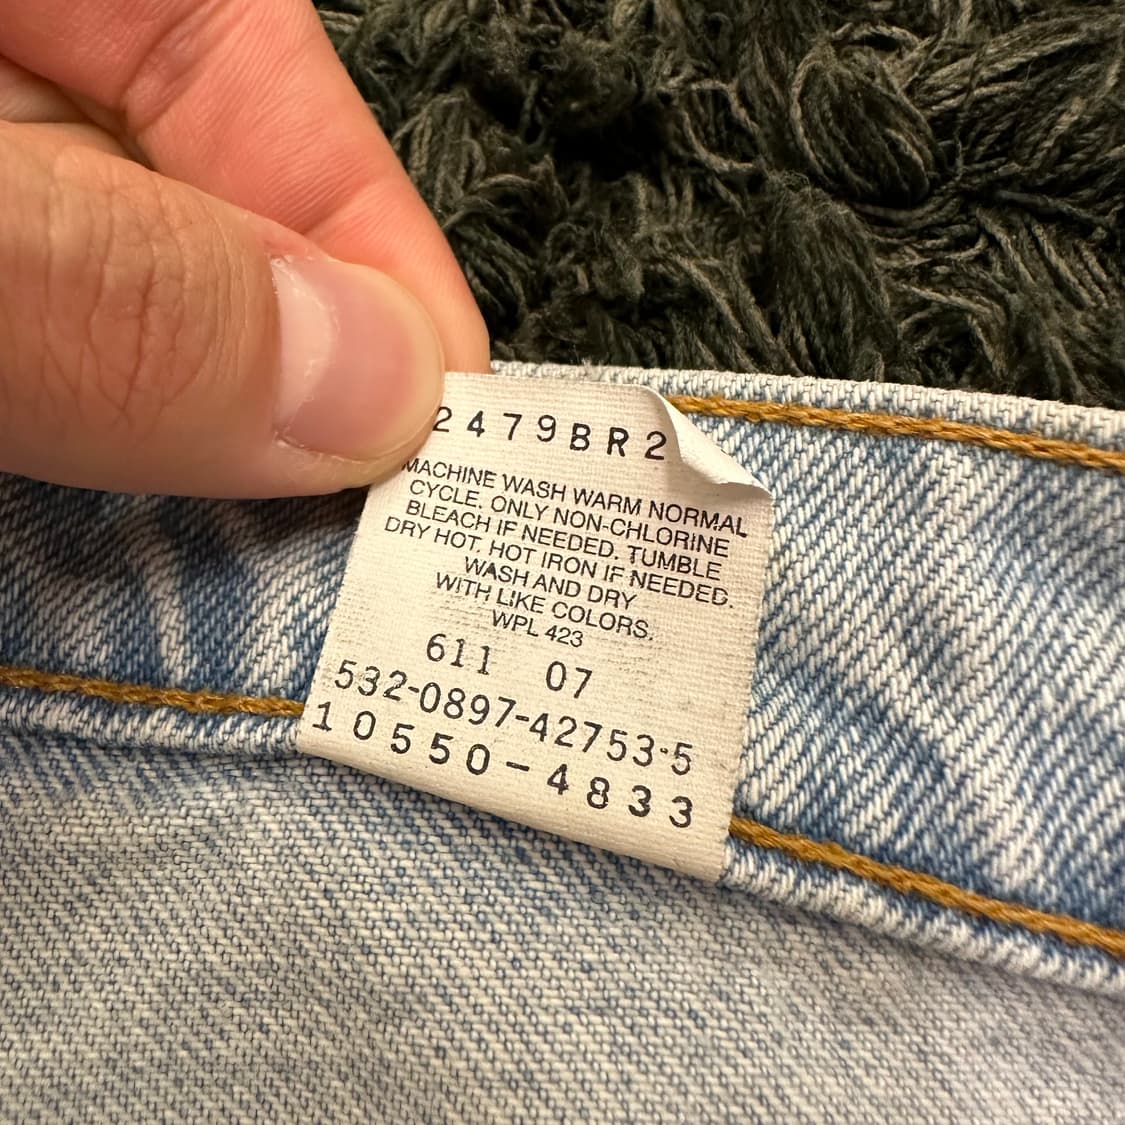 2479BR2
MACHINE WASH WARM NORMAL
CYCLE. ONLY NON-CHLORINE
BLEACH IF NEEDED. TUMBLE
DRY HOT. HOT IRON IF NEEDED.
WASH AND DRY
WITH LIKE COLORS.
WPL 423
611 07
532-0897-42753-5
10550-4833